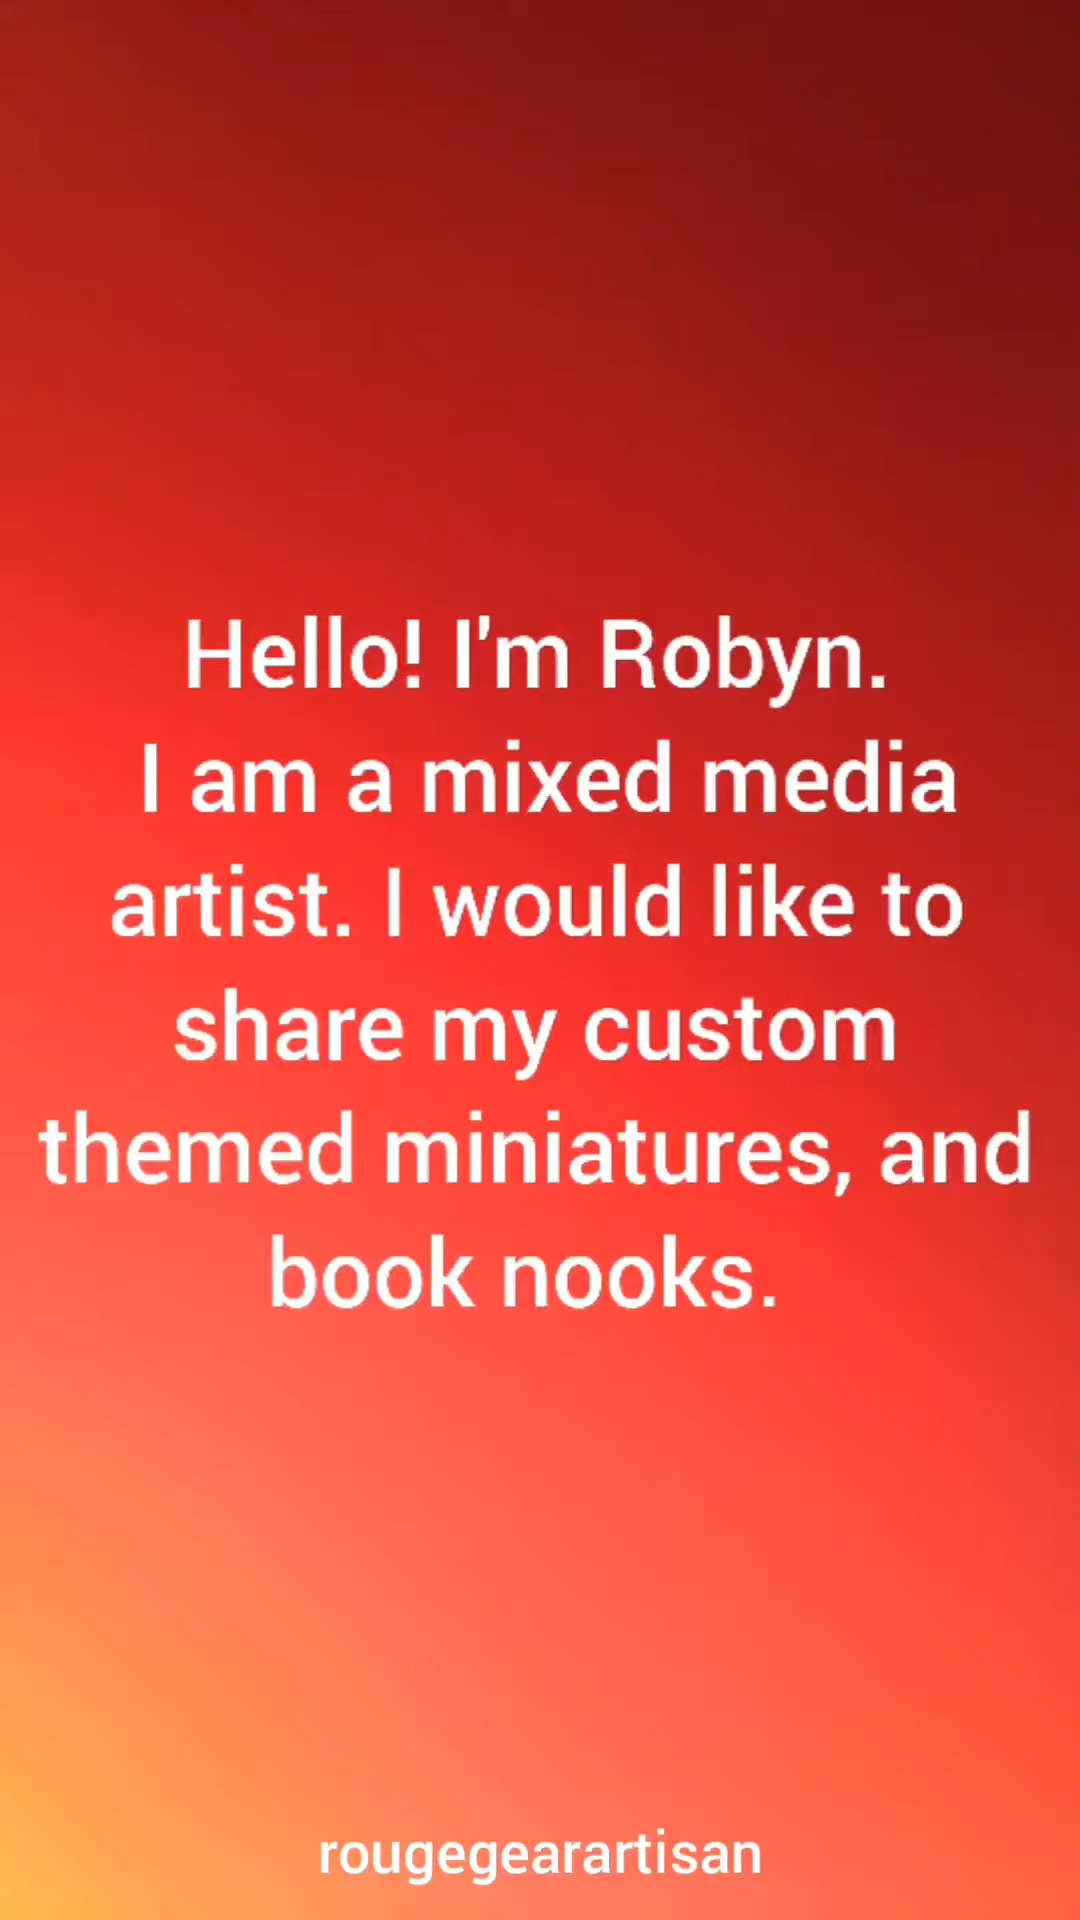 Hello! I'm Robyn.
I am a mixed media
artist. I would like to
share my custom
themed miniatures, and
book nooks.
rougegearartisan